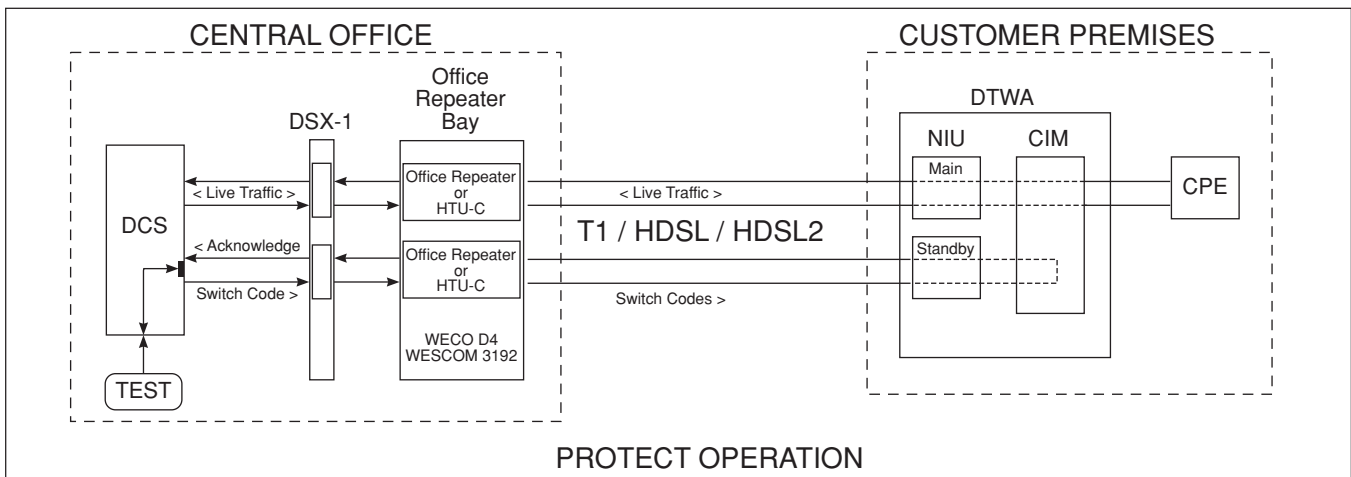 CENTRAL OFFICE
CUSTOMER PREMISES
Office
Repeater
Bay
DSX-1
DTWA
NIU
CIM
Main
Office Repeater
or
HTU-C
< Live Traffic >
< Live Traffic >
CPE
DCS
T1 / HDSL / HDSL2
< Acknowledge
Office Repeater
or
HTU-C
Standby
Switch Code >
Switch Codes >
WECO D4
WESCOM 3192
TEST
PROTECT OPERATION